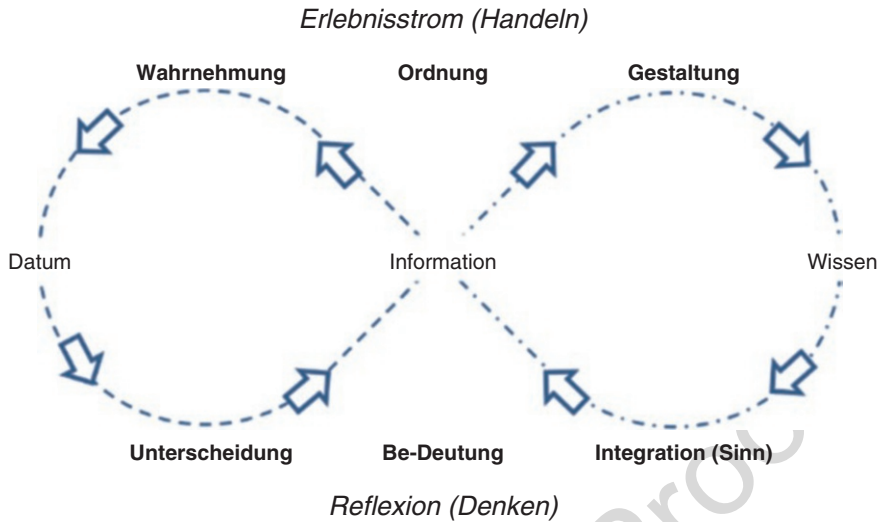 Erlebnisstrom (Handeln)
Wahrnehmung Ordnung Gestaltung
Datum Information Wissen
Unterscheidung Be-Deutung Integration (Sinn)
Reflexion (Denken)